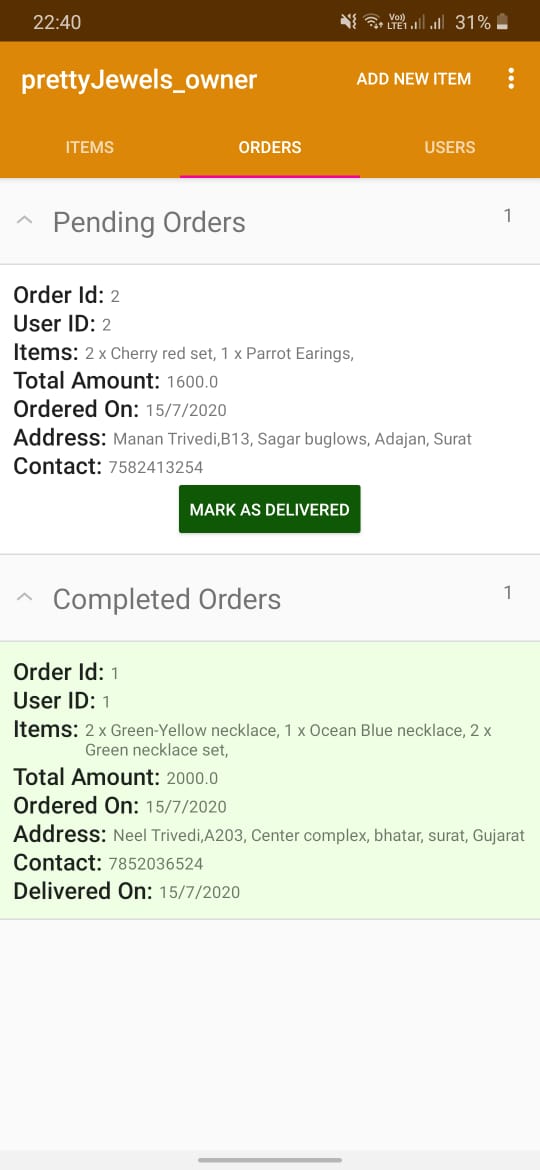 22:40
Vo)) LTE1 31%
prettyJewels_owner ADD NEW ITEM
ITEMS ORDERS USERS
Pending Orders 1
Order Id: 2
User ID: 2
Items: 2 x Cherry red set, 1 x Parrot Earings,
Total Amount: 1600.0
Ordered On: 15/7/2020
Address: Manan Trivedi,B13, Sagar buglows, Adajan, Surat
Contact: 7582413254
MARK AS DELIVERED
Completed Orders 1
Order Id: 1
User ID: 1
Items: 2 x Green-Yellow necklace, 1 x Ocean Blue necklace, 2 x
Green necklace set,
Total Amount: 2000.0
Ordered On: 15/7/2020
Address: Neel Trivedi,A203, Center complex, bhatar, surat, Gujarat
Contact: 7852036524
Delivered On: 15/7/2020